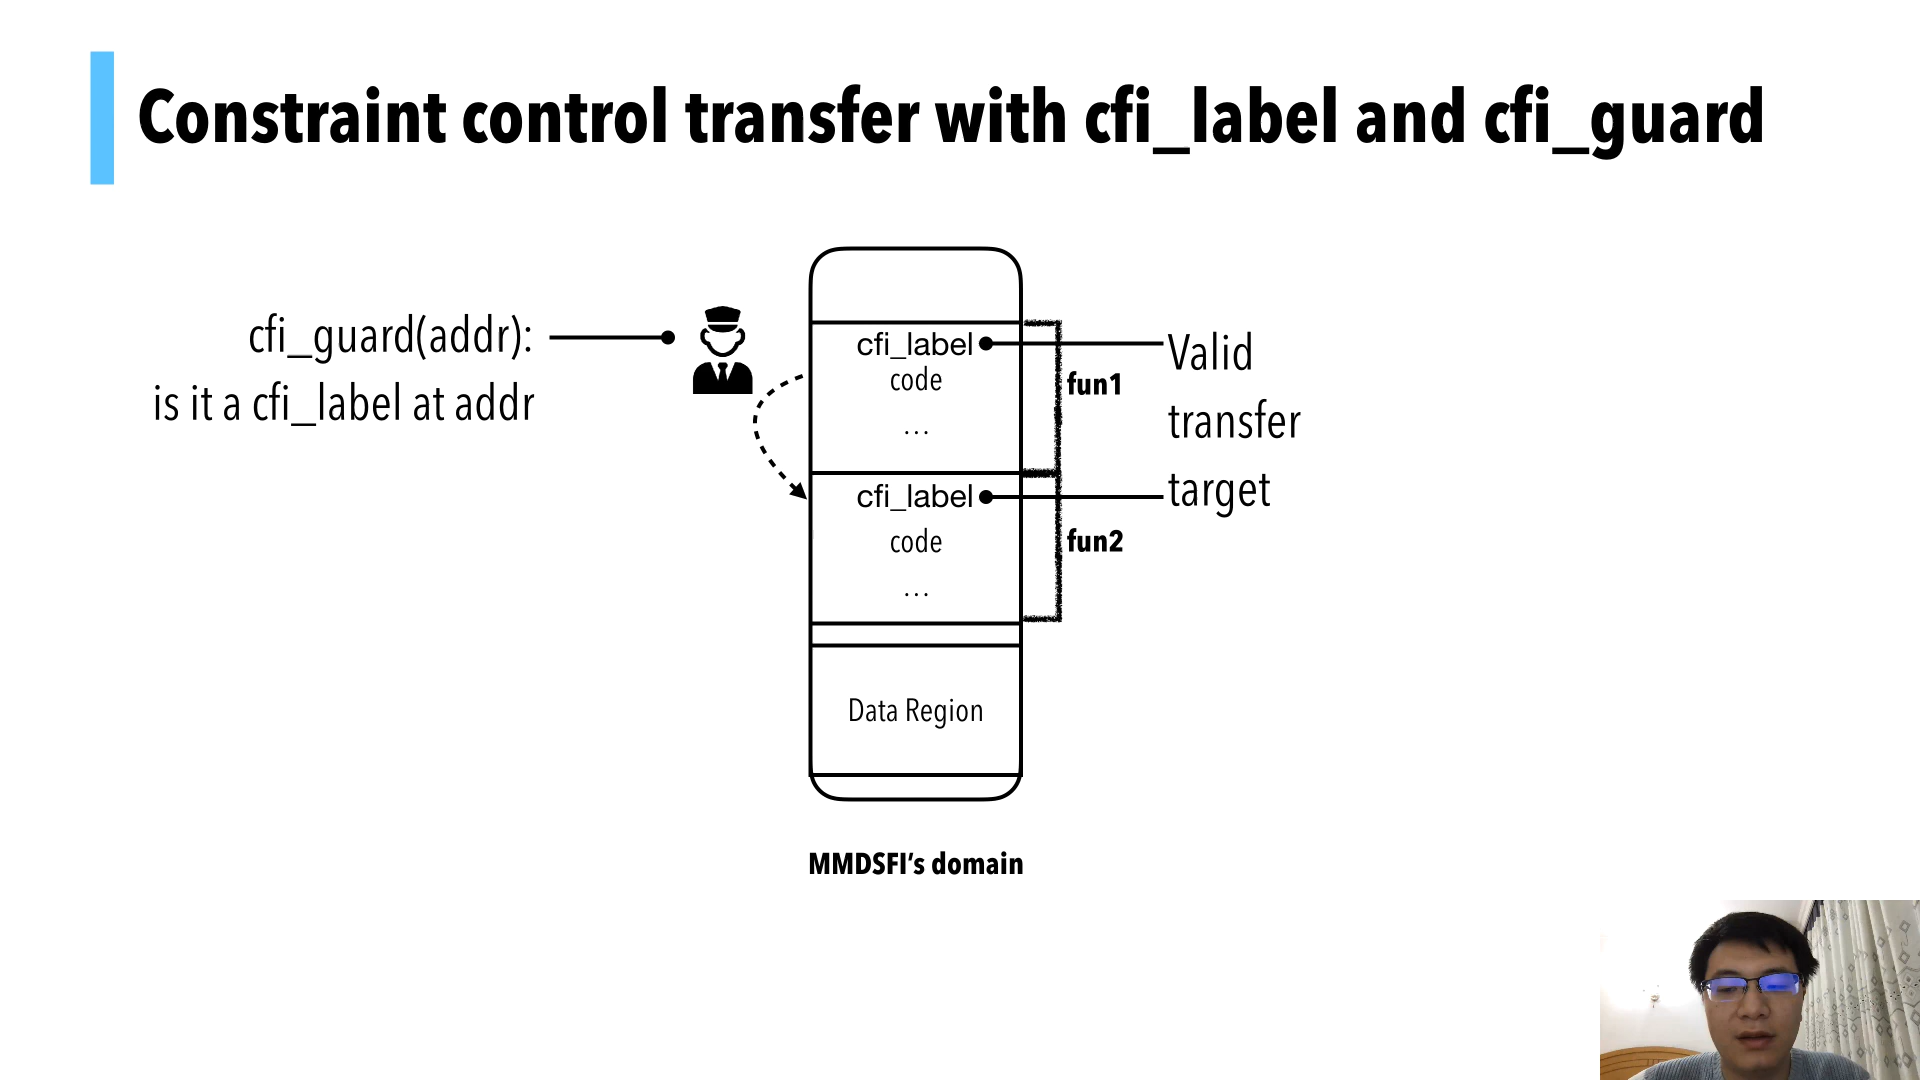 Constraint control transfer with cfi_label and cfi_guard
cfi_guard(addr):
is it a cfi_label at addr
cfi_label
code
...
fun1
cfi_label
code
...
fun2
Valid
transfer
target
Data Region
MMDSFI's domain